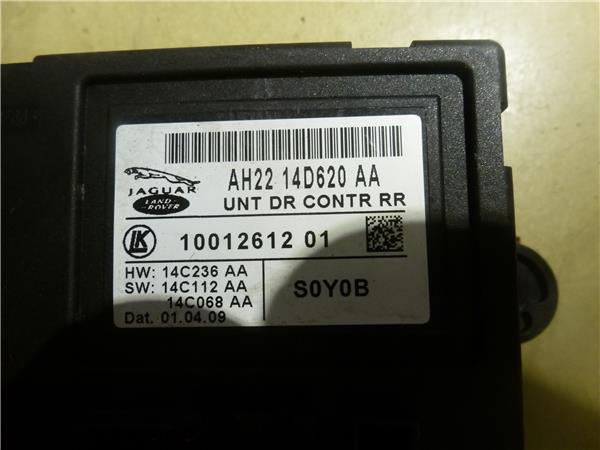 AH22 14D620 AA
JAGUAR
LAND-
ROVER
UNT DR CONTR RR
LK
10012612 01
HW: 14C236 AA
SW: 14C112 AA
14C068 AA
Dat. 01.04.09
S0Y0B